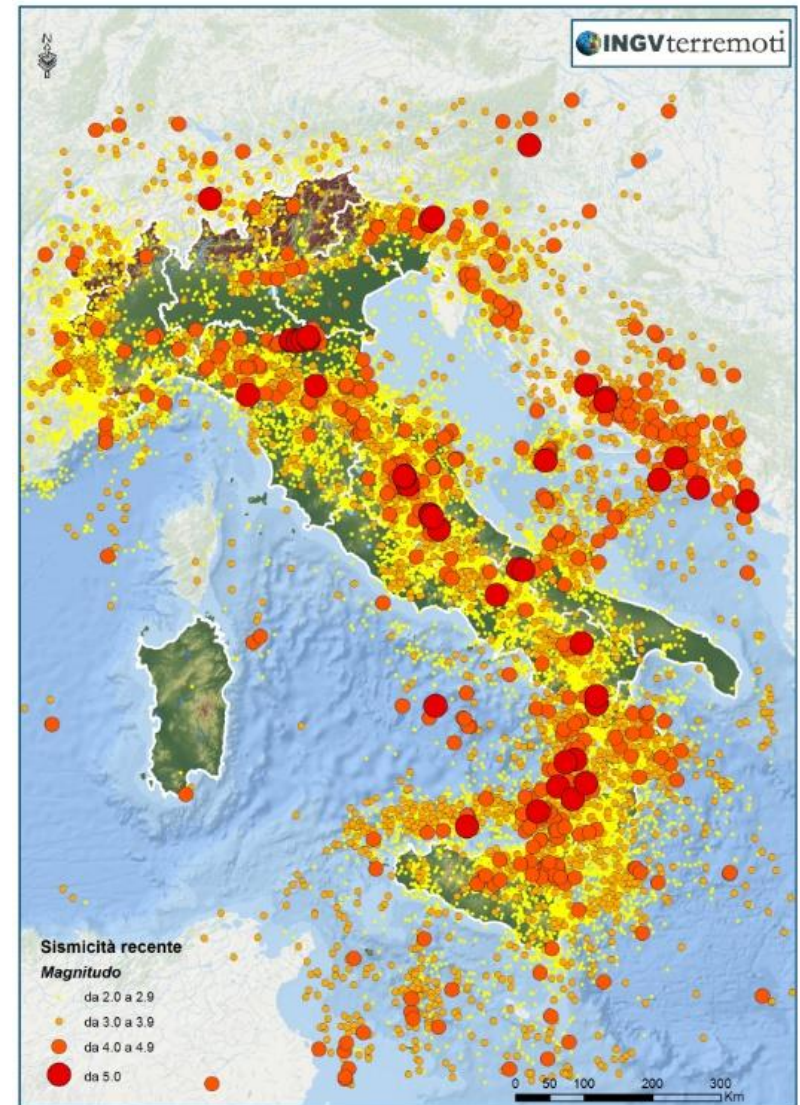 N
INGVterremoti
Sismicità recente
Magnitudo
da 2.0 a 2.9
da 3.0 a 3.9
da 4.0 a 4.9
da 5.0
0 50 100 200 300
Km